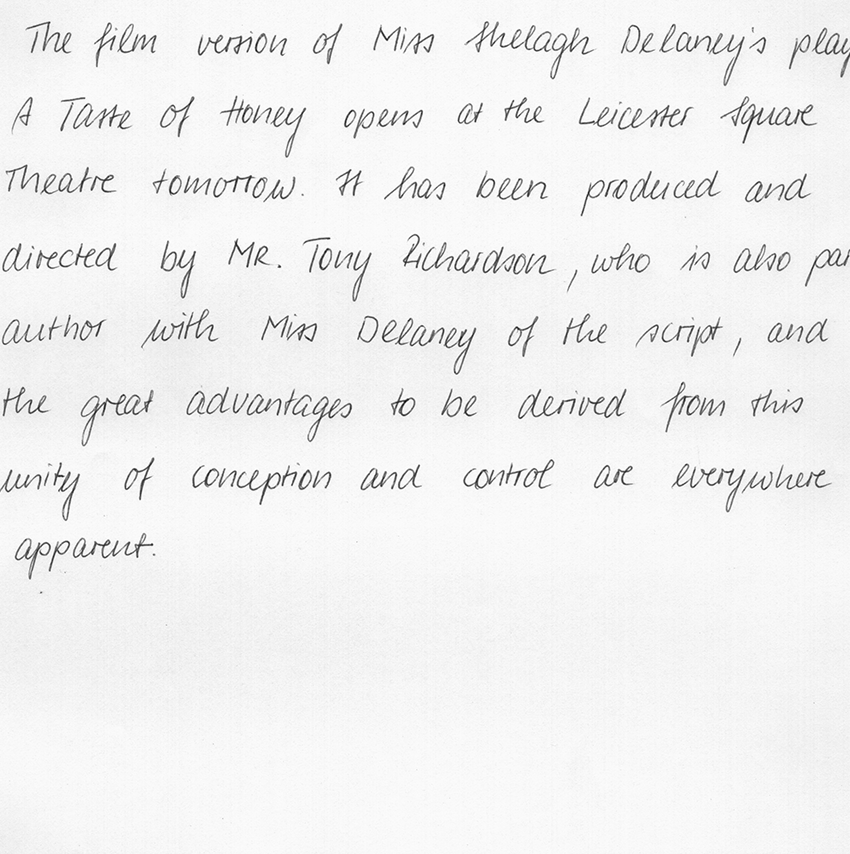 The film version of Miss Shelagh Delaney's play
A Taste of Honey opens at the Leicester Square
Theatre tomorrow. It has been produced and
directed by MR. Tony Richardson, who is also par
author with Miss Delaney of the script, and
the great advantages to be derived from this
unity of conception and control are everywhere
apparent.